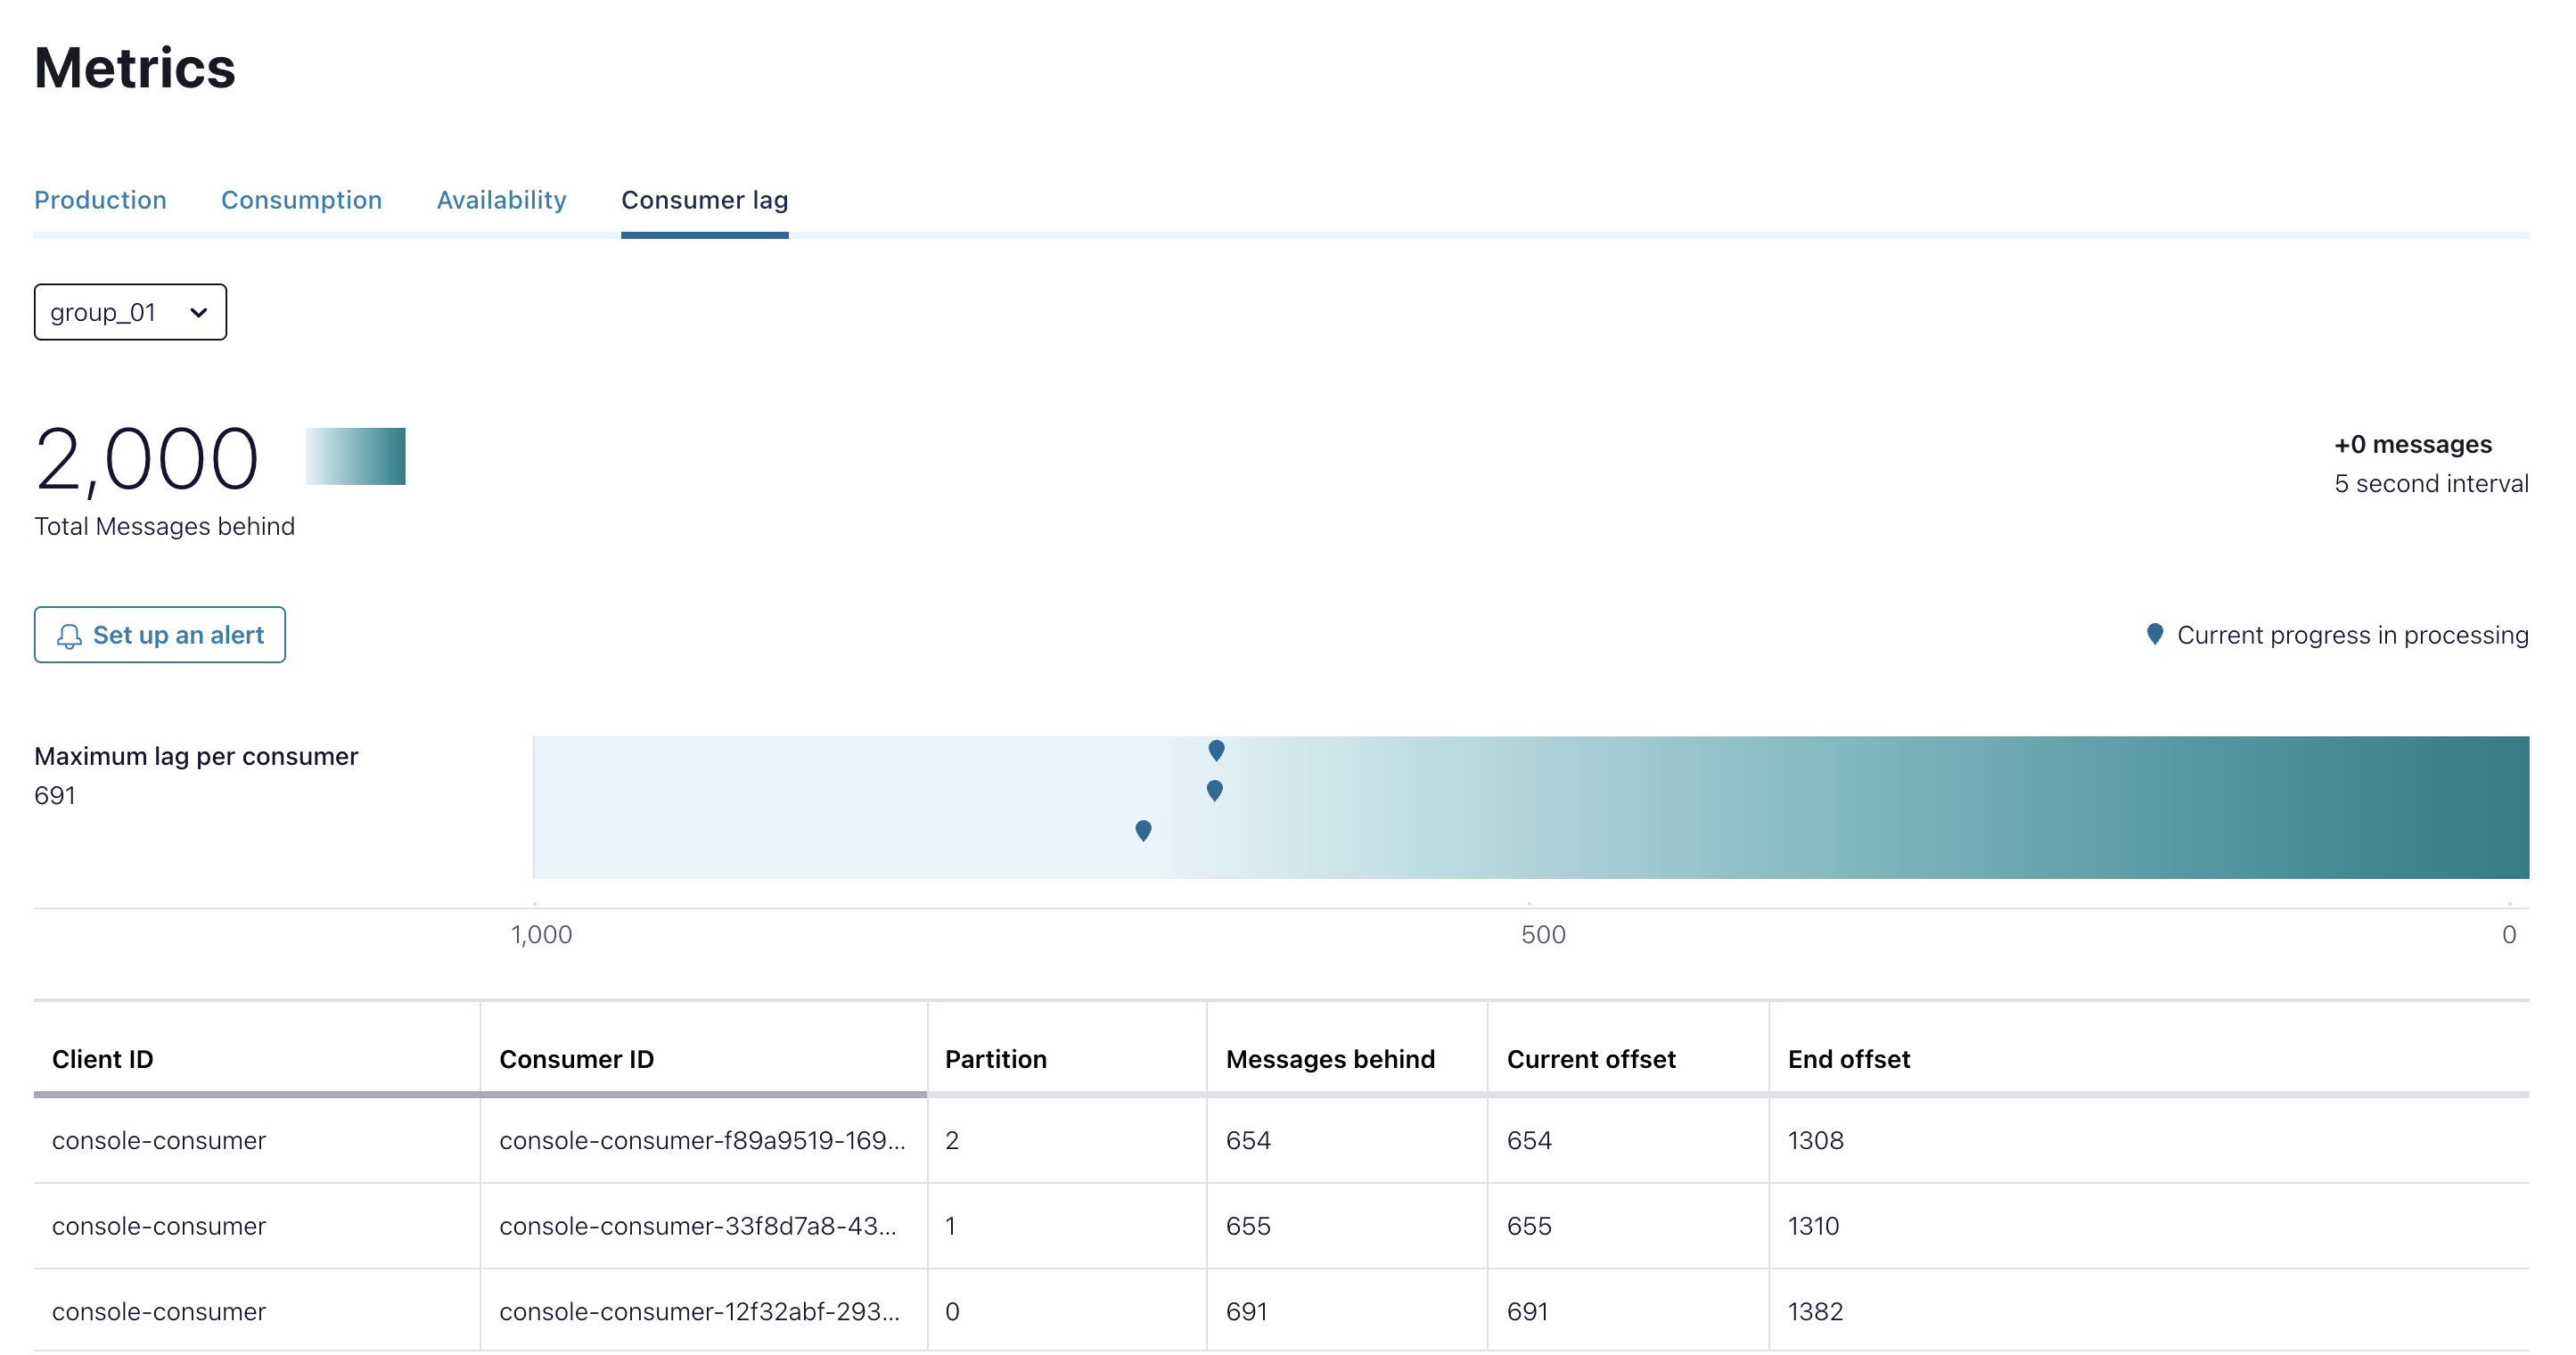 Metrics
Production Consumption Availability Consumer lag
group_01
2,000
Total Messages behind
+0 messages
5 second interval
Set up an alert
Current progress in processing
Maximum lag per consumer
691
1,000 500 0
Client ID Consumer ID Partition Messages behind Current offset End offset
console-consumer console-consumer-f89a9519-169... 2 654 654 1308
console-consumer console-consumer-33f8d7a8-43... 1 655 655 1310
console-consumer console-consumer-12f32abf-293... 0 691 691 1382